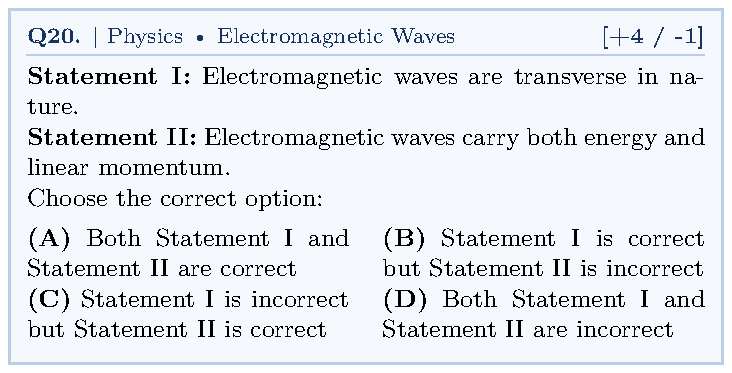 Q20. | Physics • Electromagnetic Waves [+4 / -1]
Statement I: Electromagnetic waves are transverse in na-
ture.
Statement II: Electromagnetic waves carry both energy and
linear momentum.
Choose the correct option:
(A) Both Statement I and
Statement II are correct
(B) Statement I is correct
but Statement II is incorrect
(C) Statement I is incorrect
but Statement II is correct
(D) Both Statement I and
Statement II are incorrect